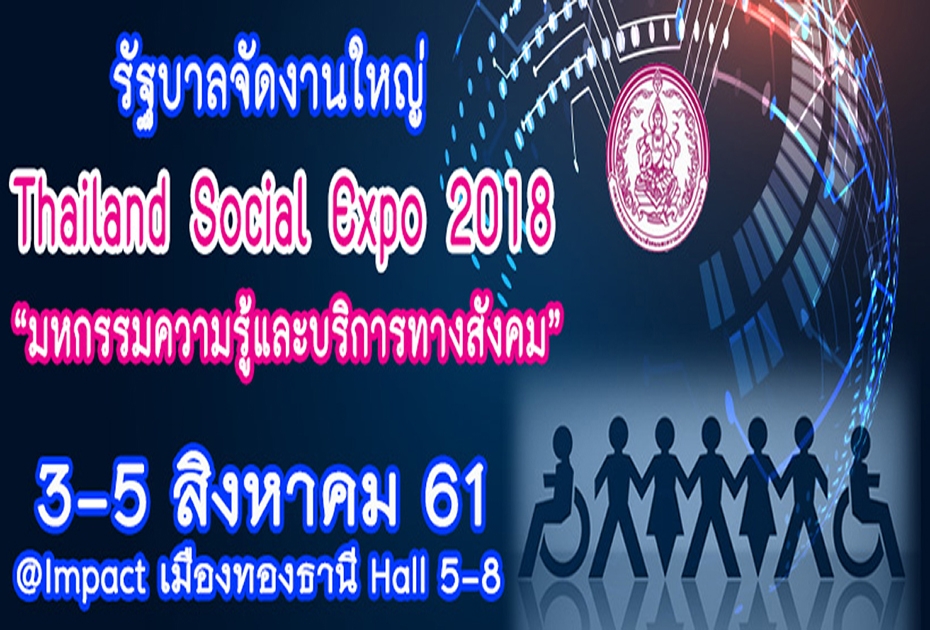 รัฐบาลจัดงานใหญ่
Thailand Social Expo 2018
“มหกรรมความรู้และบริการทางสังคม”
3-5 สิงหาคม 61
@Impact เมืองทองธานี Hall 5-8